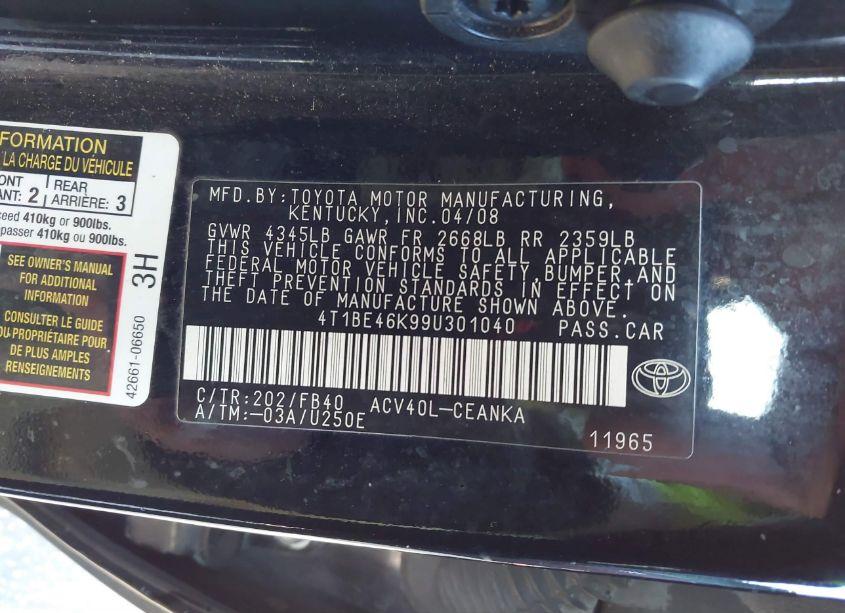 FORMATION
LA CHARGE DU VÉHICULE
2
REAR
ARRIÈRE: 3
410kg or 900lbs.
410kg ou 900lbs.
SEE OWNER'S MANUAL
FOR ADDITIONAL
INFORMATION
CONSULTER LE GUIDE
DU PROPRIÉTAIRE POUR
DE PLUS AMPLES
RENSEIGNEMENTS
3H
42661-06650
MFD.BY:TOYOTA MOTOR MANUFACTURING,
KENTUCKY,INC.04/08
GVWR 4345LB GAWR FR 2668LB RR 2359LB
THIS VEHICLE CONFORMS TO ALL APPLICABLE
FEDERAL MOTOR VEHICLE SAFETY,BUMPER,AND
THEFT PREVENTION STANDARDS IN EFFECT ON
THE DATE OF MANUFACTURE SHOWN ABOVE.
4T1BE46K99U301040 PASS.CAR
C/TR:202/FB40 ACV40L-CEANKA
A/TM:-03A/U250E
11965